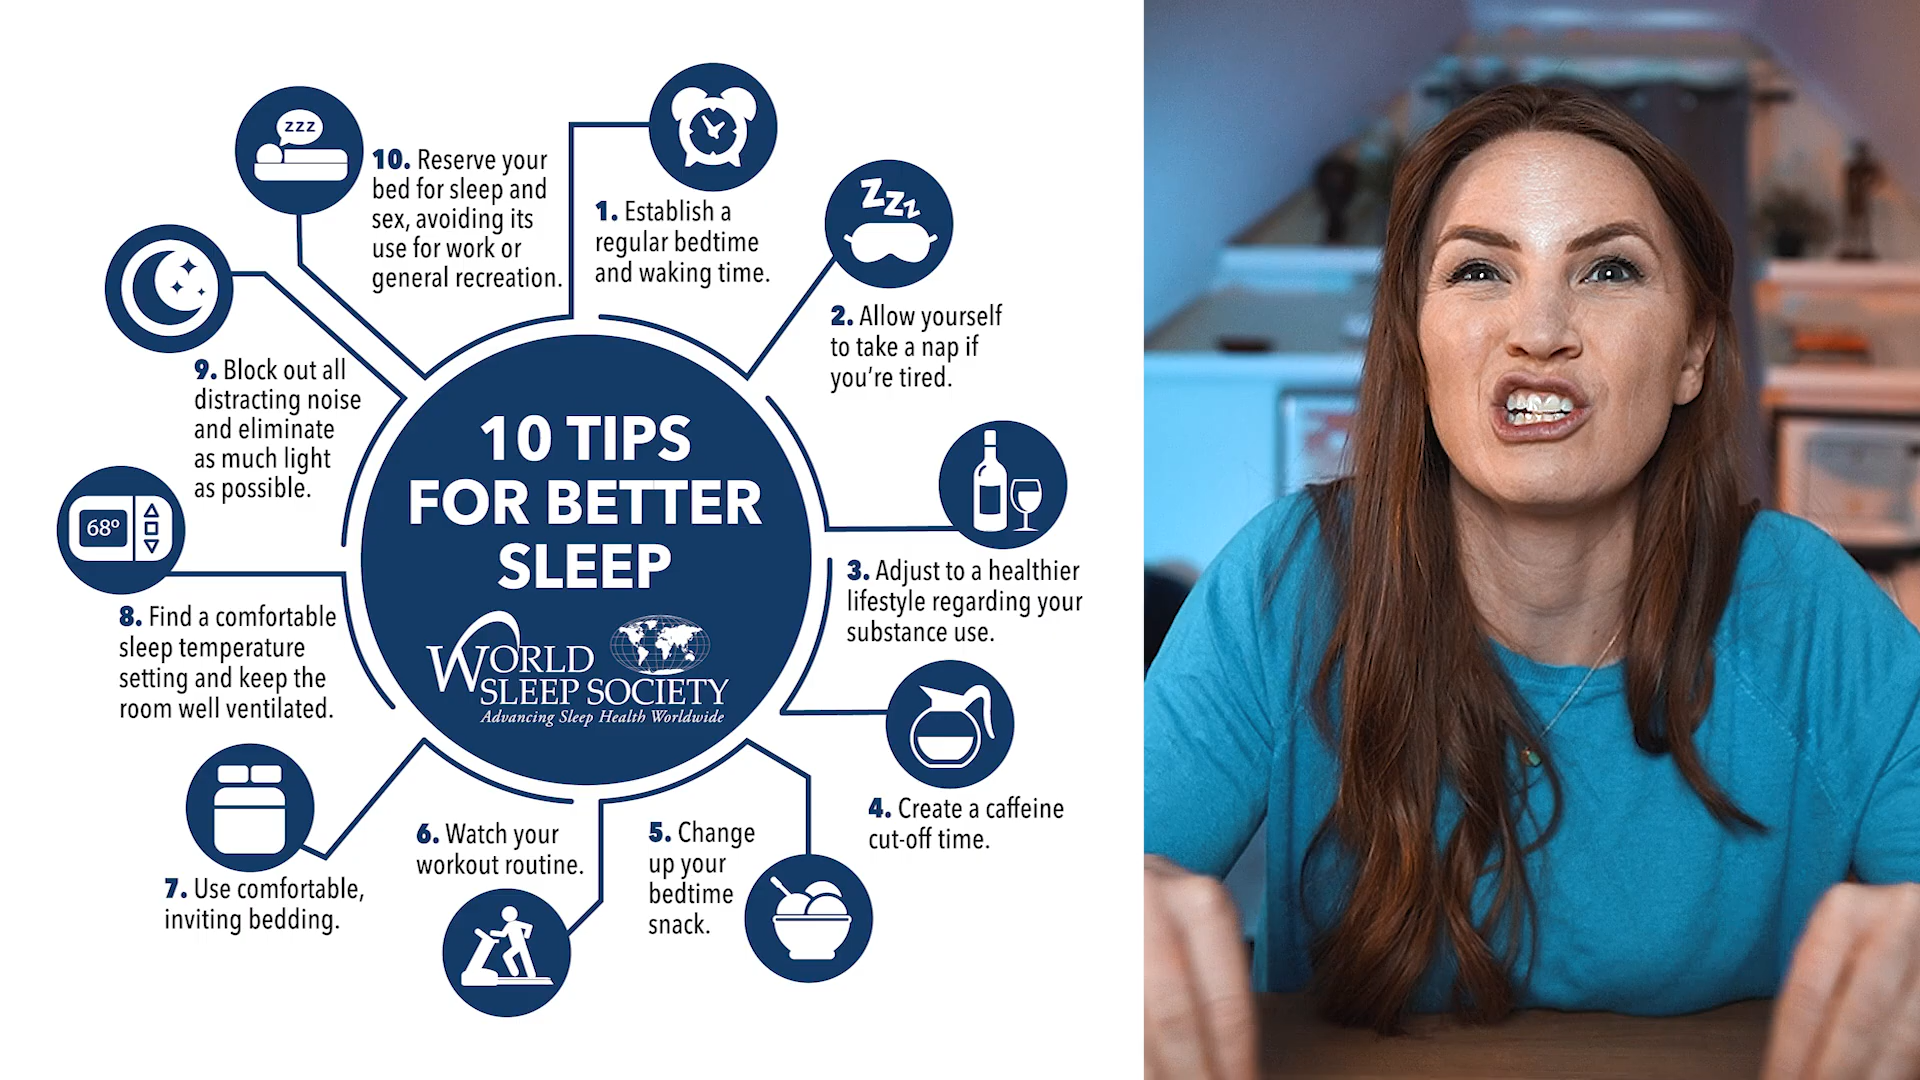 10 TIPS
FOR BETTER
SLEEP
WORLD
SLEEP SOCIETY
Advancing Sleep Health Worldwide
1. Establish a
regular bedtime
and waking time.
zzz
2. Allow yourself
to take a nap if
you're tired.
3. Adjust to a healthier
lifestyle regarding your
substance use.
4. Create a caffeine
cut-off time.
5. Change
up your
bedtime
snack.
6. Watch your
workout routine.
7. Use comfortable,
inviting bedding.
68º
8. Find a comfortable
sleep temperature
setting and keep the
room well ventilated.
9. Block out all
distracting noise
and eliminate
as much light
as possible.
zzz
10. Reserve your
bed for sleep and
sex, avoiding its
use for work or
general recreation.